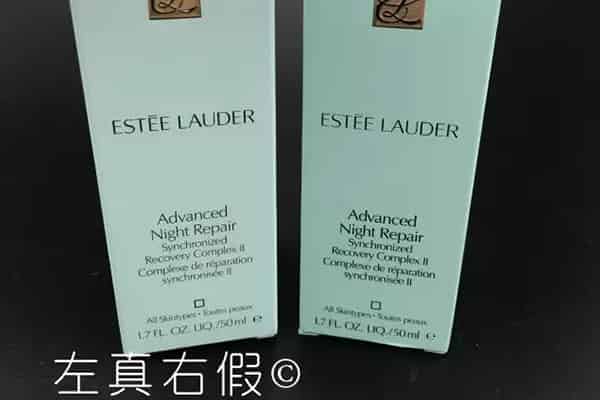 ESTĒE LAUDER
Advanced
Night Repair
Synchronized
Recovery Complex II
Complexe de réparation
synchronisée II
All Skintypes • Toutes peaux
1.7 FL. OZ. LIQ./50 ml e
ESTĒE LAUDER
Advanced
Night Repair
Synchronized
Recovery Complex II
Complexe de réparation
synchronisée II
All Skintypes • Toutes peaux
1.7 FL. OZ. LIQ./50 ml e
左真右假©